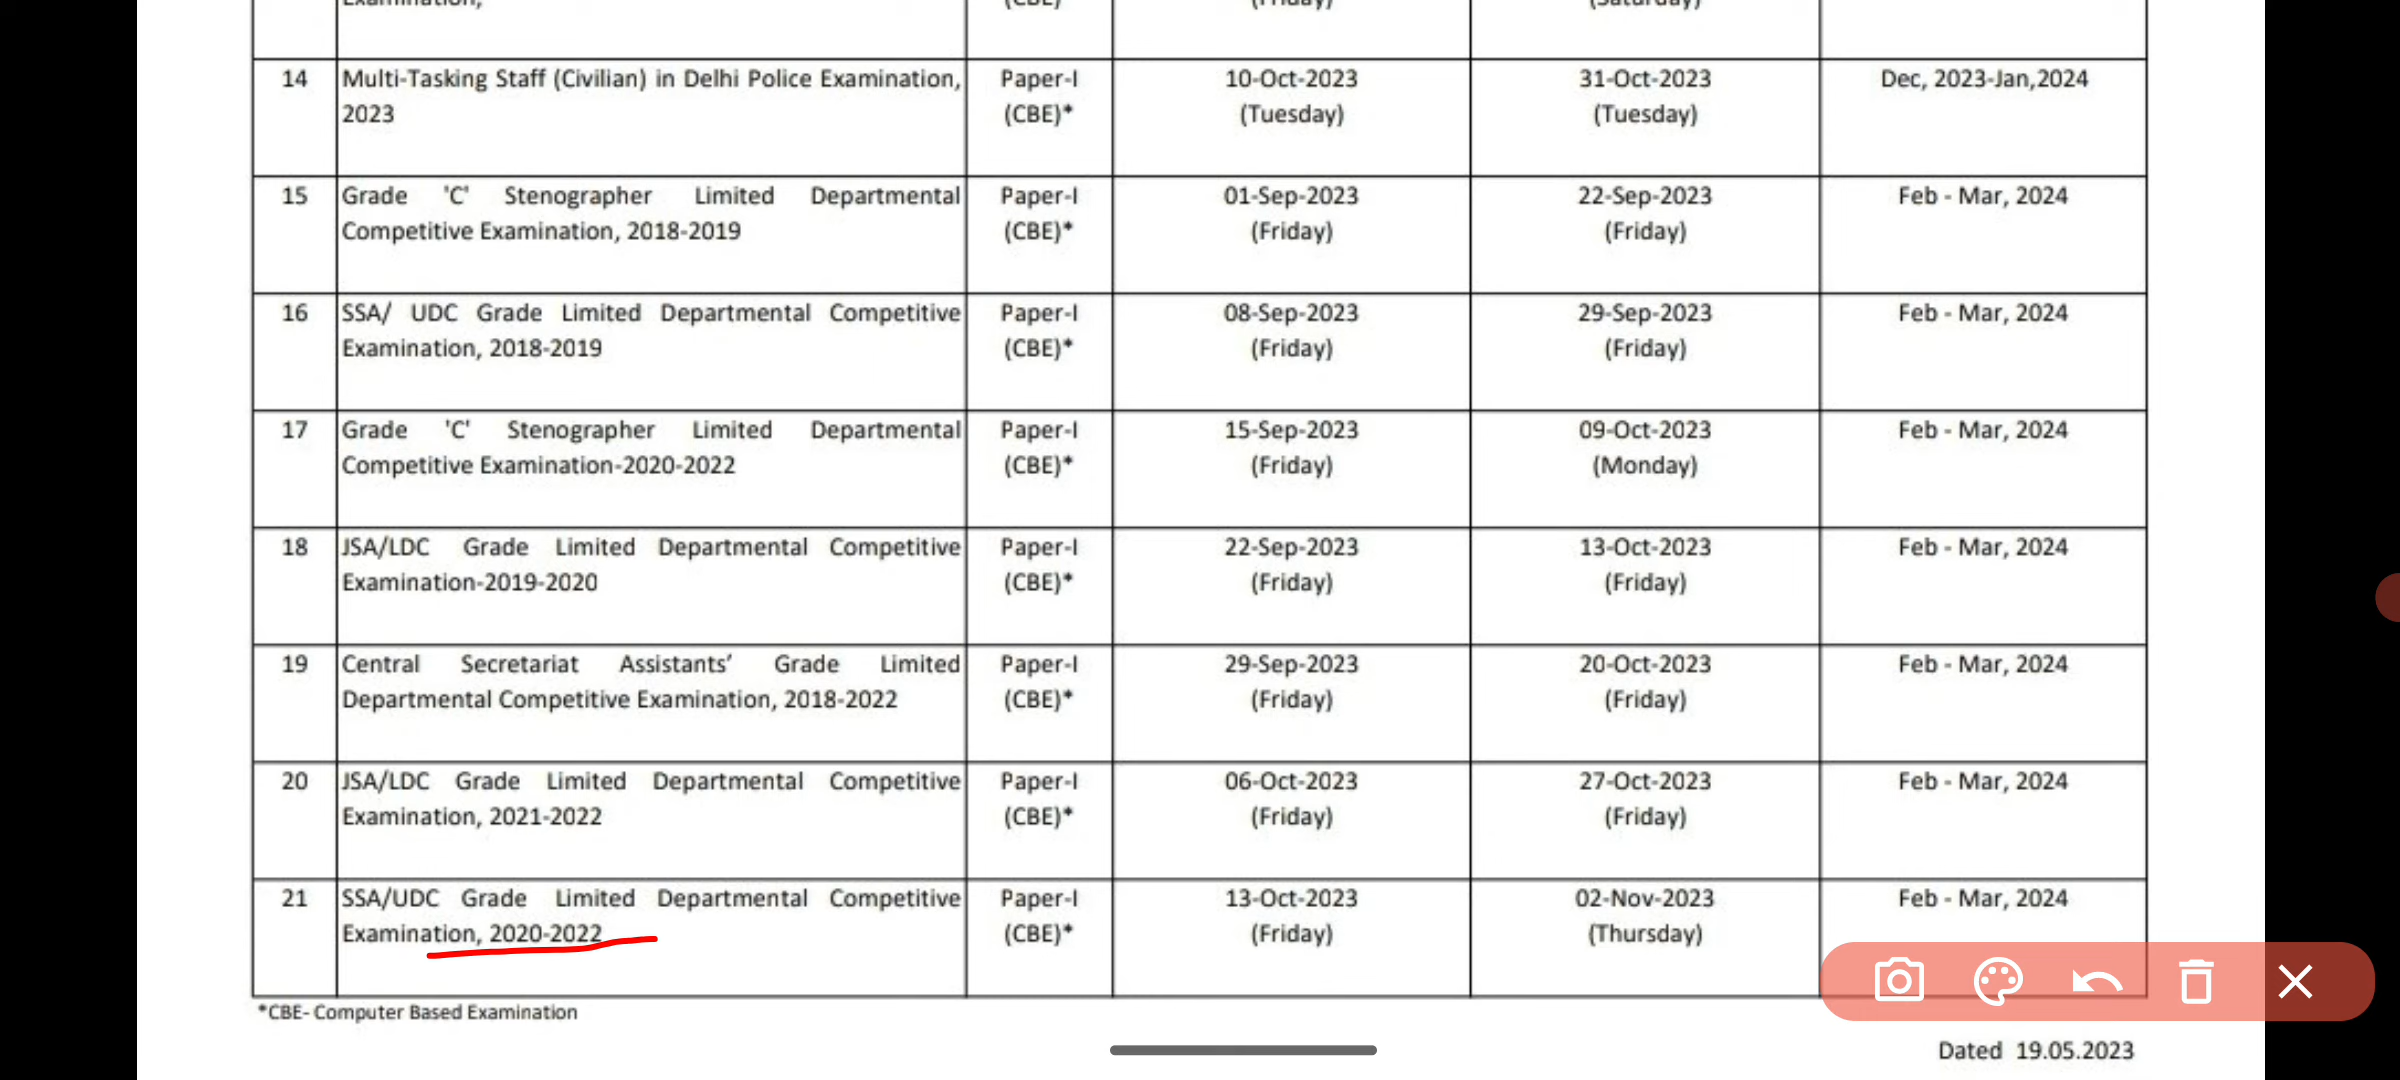 Examination, (CBE) (Friday) (Saturday)
14 Multi-Tasking Staff (Civilian) in Delhi Police Examination, Paper-I 10-Oct-2023 31-Oct-2023 Dec, 2023-Jan,2024
2023 (CBE)* (Tuesday) (Tuesday)
15 Grade 'C' Stenographer Limited Departmental Paper-I 01-Sep-2023 22-Sep-2023 Feb - Mar, 2024
Competitive Examination, 2018-2019 (CBE)* (Friday) (Friday)
16 SSA/ UDC Grade Limited Departmental Competitive Paper-I 08-Sep-2023 29-Sep-2023 Feb - Mar, 2024
Examination, 2018-2019 (CBE)* (Friday) (Friday)
17 Grade 'C' Stenographer Limited Departmental Paper-I 15-Sep-2023 09-Oct-2023 Feb - Mar, 2024
Competitive Examination-2020-2022 (CBE)* (Friday) (Monday)
18 JSA/LDC Grade Limited Departmental Competitive Paper-I 22-Sep-2023 13-Oct-2023 Feb - Mar, 2024
Examination-2019-2020 (CBE)* (Friday) (Friday)
19 Central Secretariat Assistants’ Grade Limited Paper-I 29-Sep-2023 20-Oct-2023 Feb - Mar, 2024
Departmental Competitive Examination, 2018-2022 (CBE)* (Friday) (Friday)
20 JSA/LDC Grade Limited Departmental Competitive Paper-I 06-Oct-2023 27-Oct-2023 Feb - Mar, 2024
Examination, 2021-2022 (CBE)* (Friday) (Friday)
21 SSA/UDC Grade Limited Departmental Competitive Paper-I 13-Oct-2023 02-Nov-2023 Feb - Mar, 2024
Examination, 2020-2022 (CBE)* (Friday) (Thursday)
*CBE- Computer Based Examination
Dated 19.05.2023